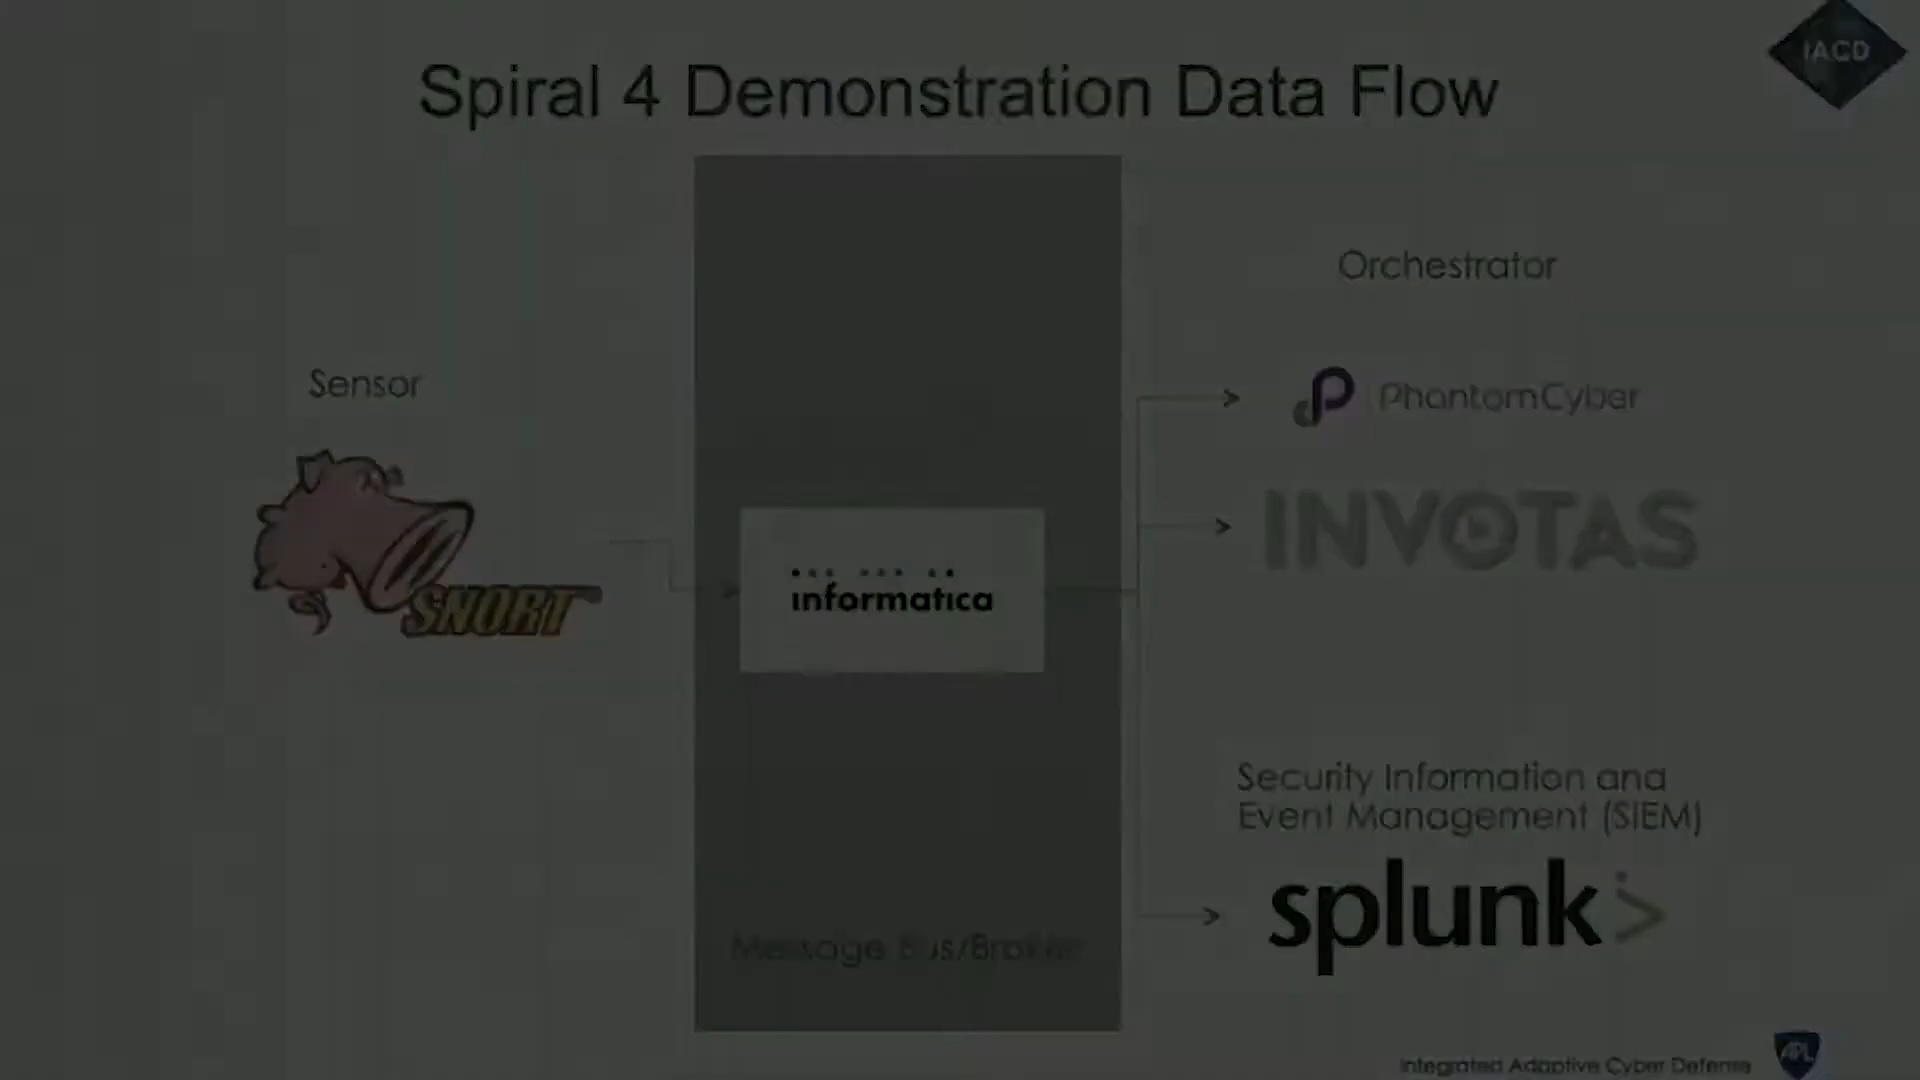 IACD
Spiral 4 Demonstration Data Flow
Orchestrator
Sensor
PhantomCyber
INVOTAS
SNORT
informatica
Security Information and
Event Management (SIEM)
splunk>
Message Bus/Broker
Integrated Adaptive Cyber Defense
APL